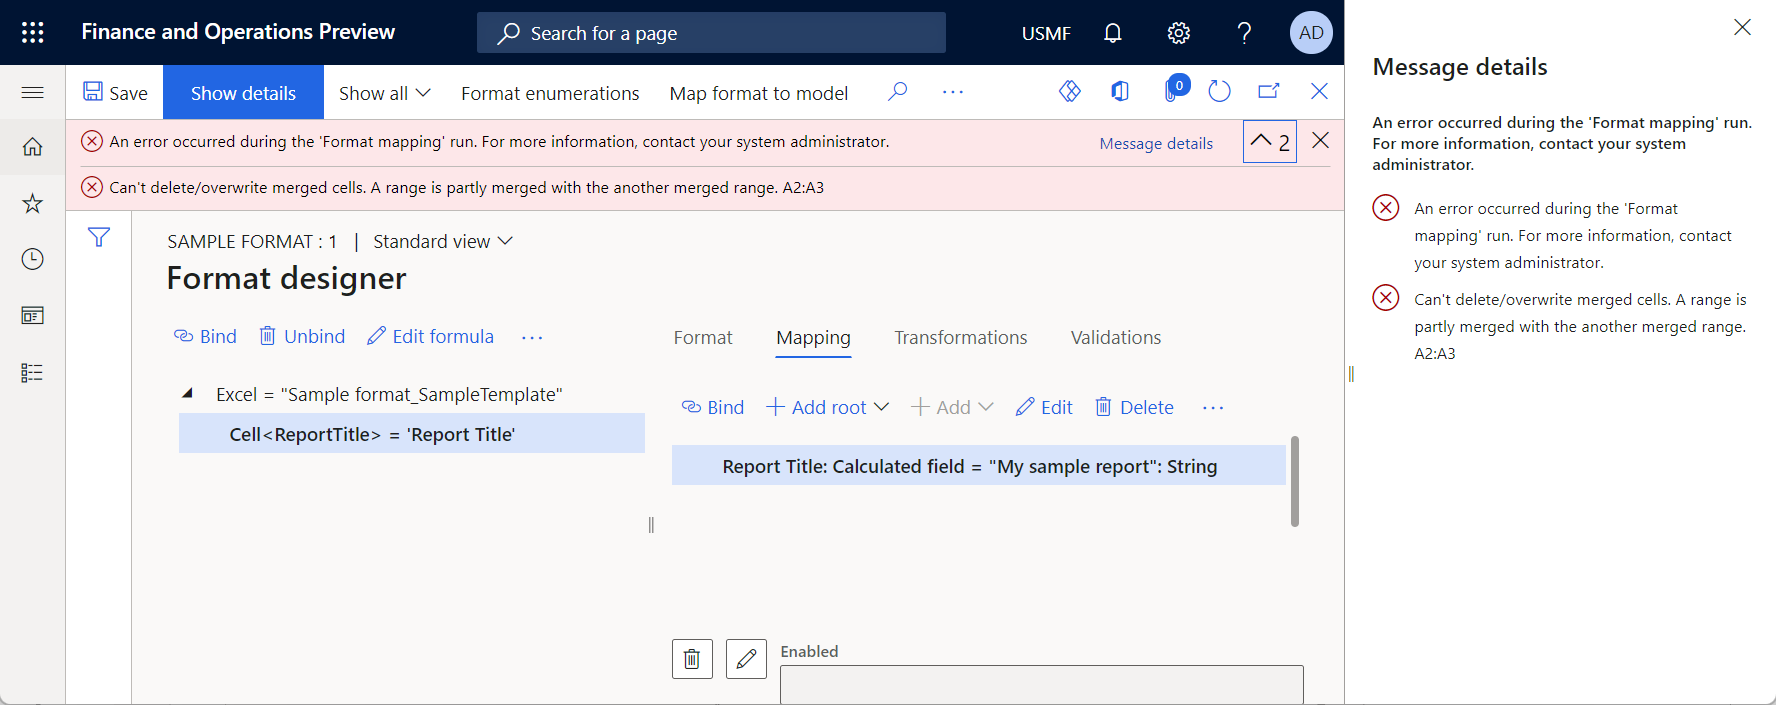 Finance and Operations Preview
Search for a page
USMF
AD
Save
Show details
Show all
Format enumerations
Map format to model
0
An error occurred during the 'Format mapping' run. For more information, contact your system administrator.
Message details
2
Can't delete/overwrite merged cells. A range is partly merged with the another merged range. A2:A3
SAMPLE FORMAT : 1 | Standard view
Format designer
Bind
Unbind
Edit formula
Excel = "Sample format_SampleTemplate"
Cell<ReportTitle> = 'Report Title'
Format
Mapping
Transformations
Validations
Bind
Add root
Add
Edit
Delete
Report Title: Calculated field = "My sample report": String
Enabled
Message details
An error occurred during the 'Format mapping' run.
For more information, contact your system
administrator.
An error occurred during the 'Format
mapping' run. For more information, contact
your system administrator.
Can't delete/overwrite merged cells. A range is
partly merged with the another merged range.
A2:A3